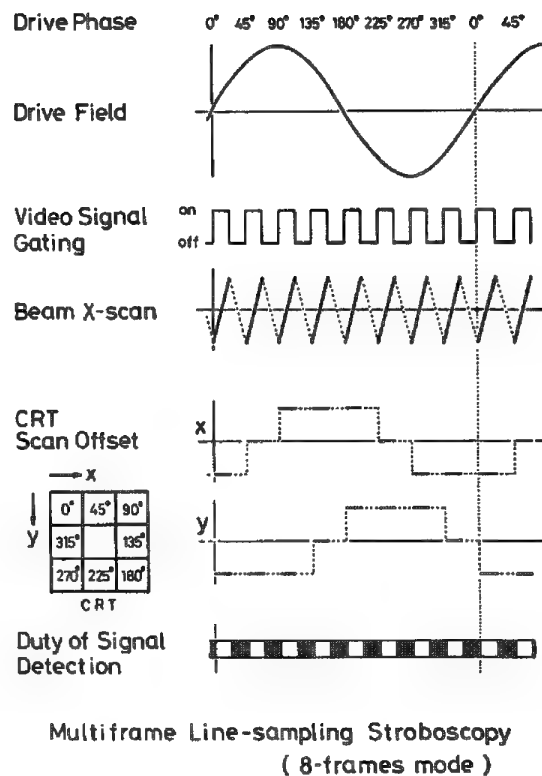 Drive Phase 0° 45° 90° 135° 180° 225° 270° 315° 0° 45°
Drive Field
Video Signal on
Gating off
Beam X-scan
CRT x
Scan Offset
x
0° 45° 90°
y 315° 135°
270° 225° 180°
CRT
y
Duty of Signal
Detection
Multiframe Line-sampling Stroboscopy
( 8-frames mode )